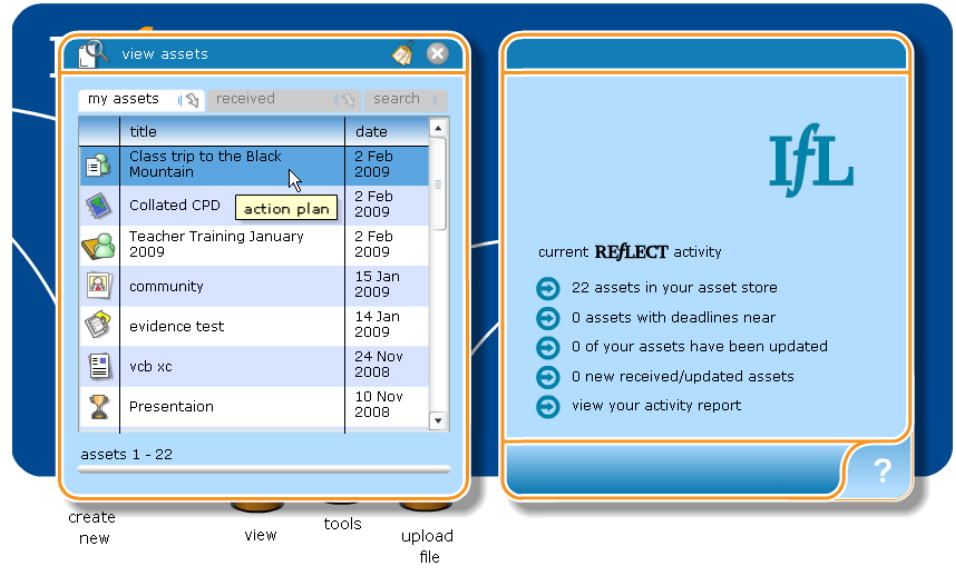 view assets
my assets
received
search
title
date
Class trip to the Black
Mountain
2 Feb
2009
action plan
Collated CPD
2 Feb
2009
Teacher Training January
2009
2 Feb
2009
community
15 Jan
2009
evidence test
14 Jan
2009
vcb xc
24 Nov
2008
Presentaion
10 Nov
2008
assets 1 - 22
create
new
view
tools
upload
file
IfL
current REfLECT activity
22 assets in your asset store
0 assets with deadlines near
0 of your assets have been updated
0 new received/updated assets
view your activity report
?